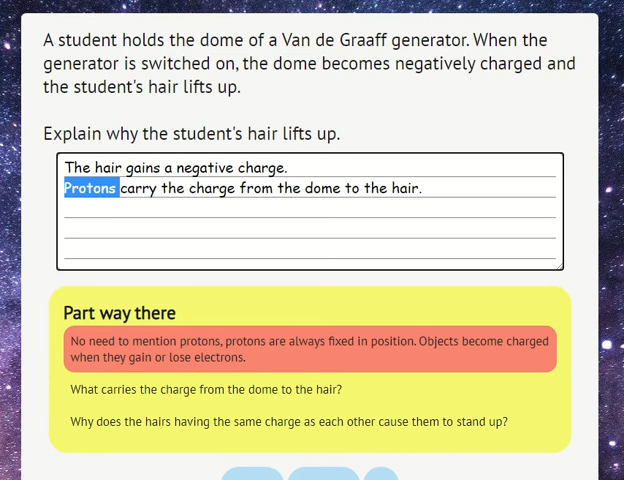 A student holds the dome of a Van de Graaff generator. When the
generator is switched on, the dome becomes negatively charged and
the student's hair lifts up.
Explain why the student's hair lifts up.
The hair gains a negative charge.
Protons carry the charge from the dome to the hair.
Part way there
No need to mention protons, protons are always fixed in position. Objects become charged
when they gain or lose electrons.
What carries the charge from the dome to the hair?
Why does the hairs having the same charge as each other cause them to stand up?